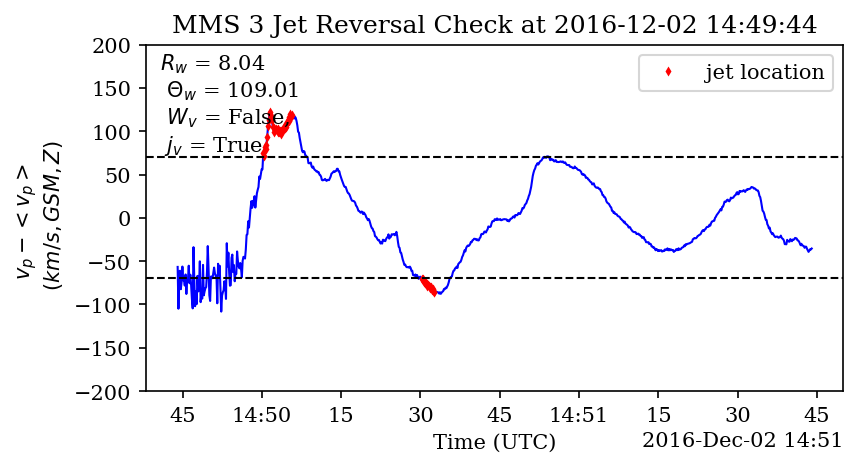 MMS 3 Jet Reversal Check at 2016-12-02 14:49:44
200
150
100
50
0
−50
−100
−150
−200
v_p − < v_p >
(km/s, GSM, Z)
R_w = 8.04
Θ_w = 109.01
W_v = False
j_v = True
jet location
45 14:50 15 30 45 14:51 15 30 45
Time (UTC)
2016-Dec-02 14:51